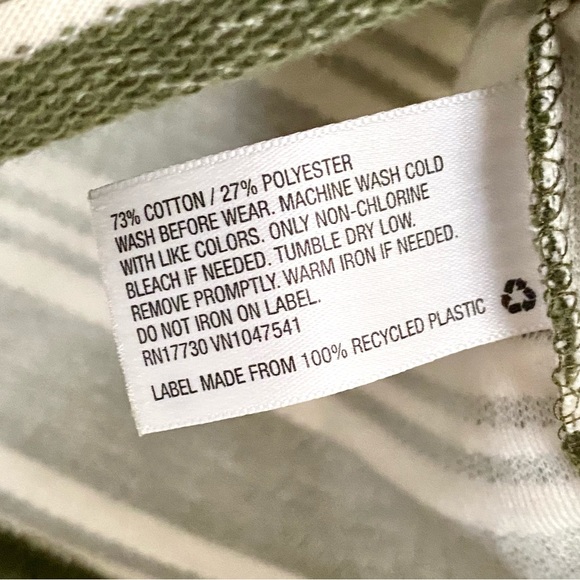 73% COTTON / 27% POLYESTER
WASH BEFORE WEAR. MACHINE WASH COLD
WITH LIKE COLORS. ONLY NON-CHLORINE
BLEACH IF NEEDED. TUMBLE DRY LOW.
REMOVE PROMPTLY. WARM IRON IF NEEDED.
DO NOT IRON ON LABEL.
RN17730 VN1047541
LABEL MADE FROM 100% RECYCLED PLASTIC